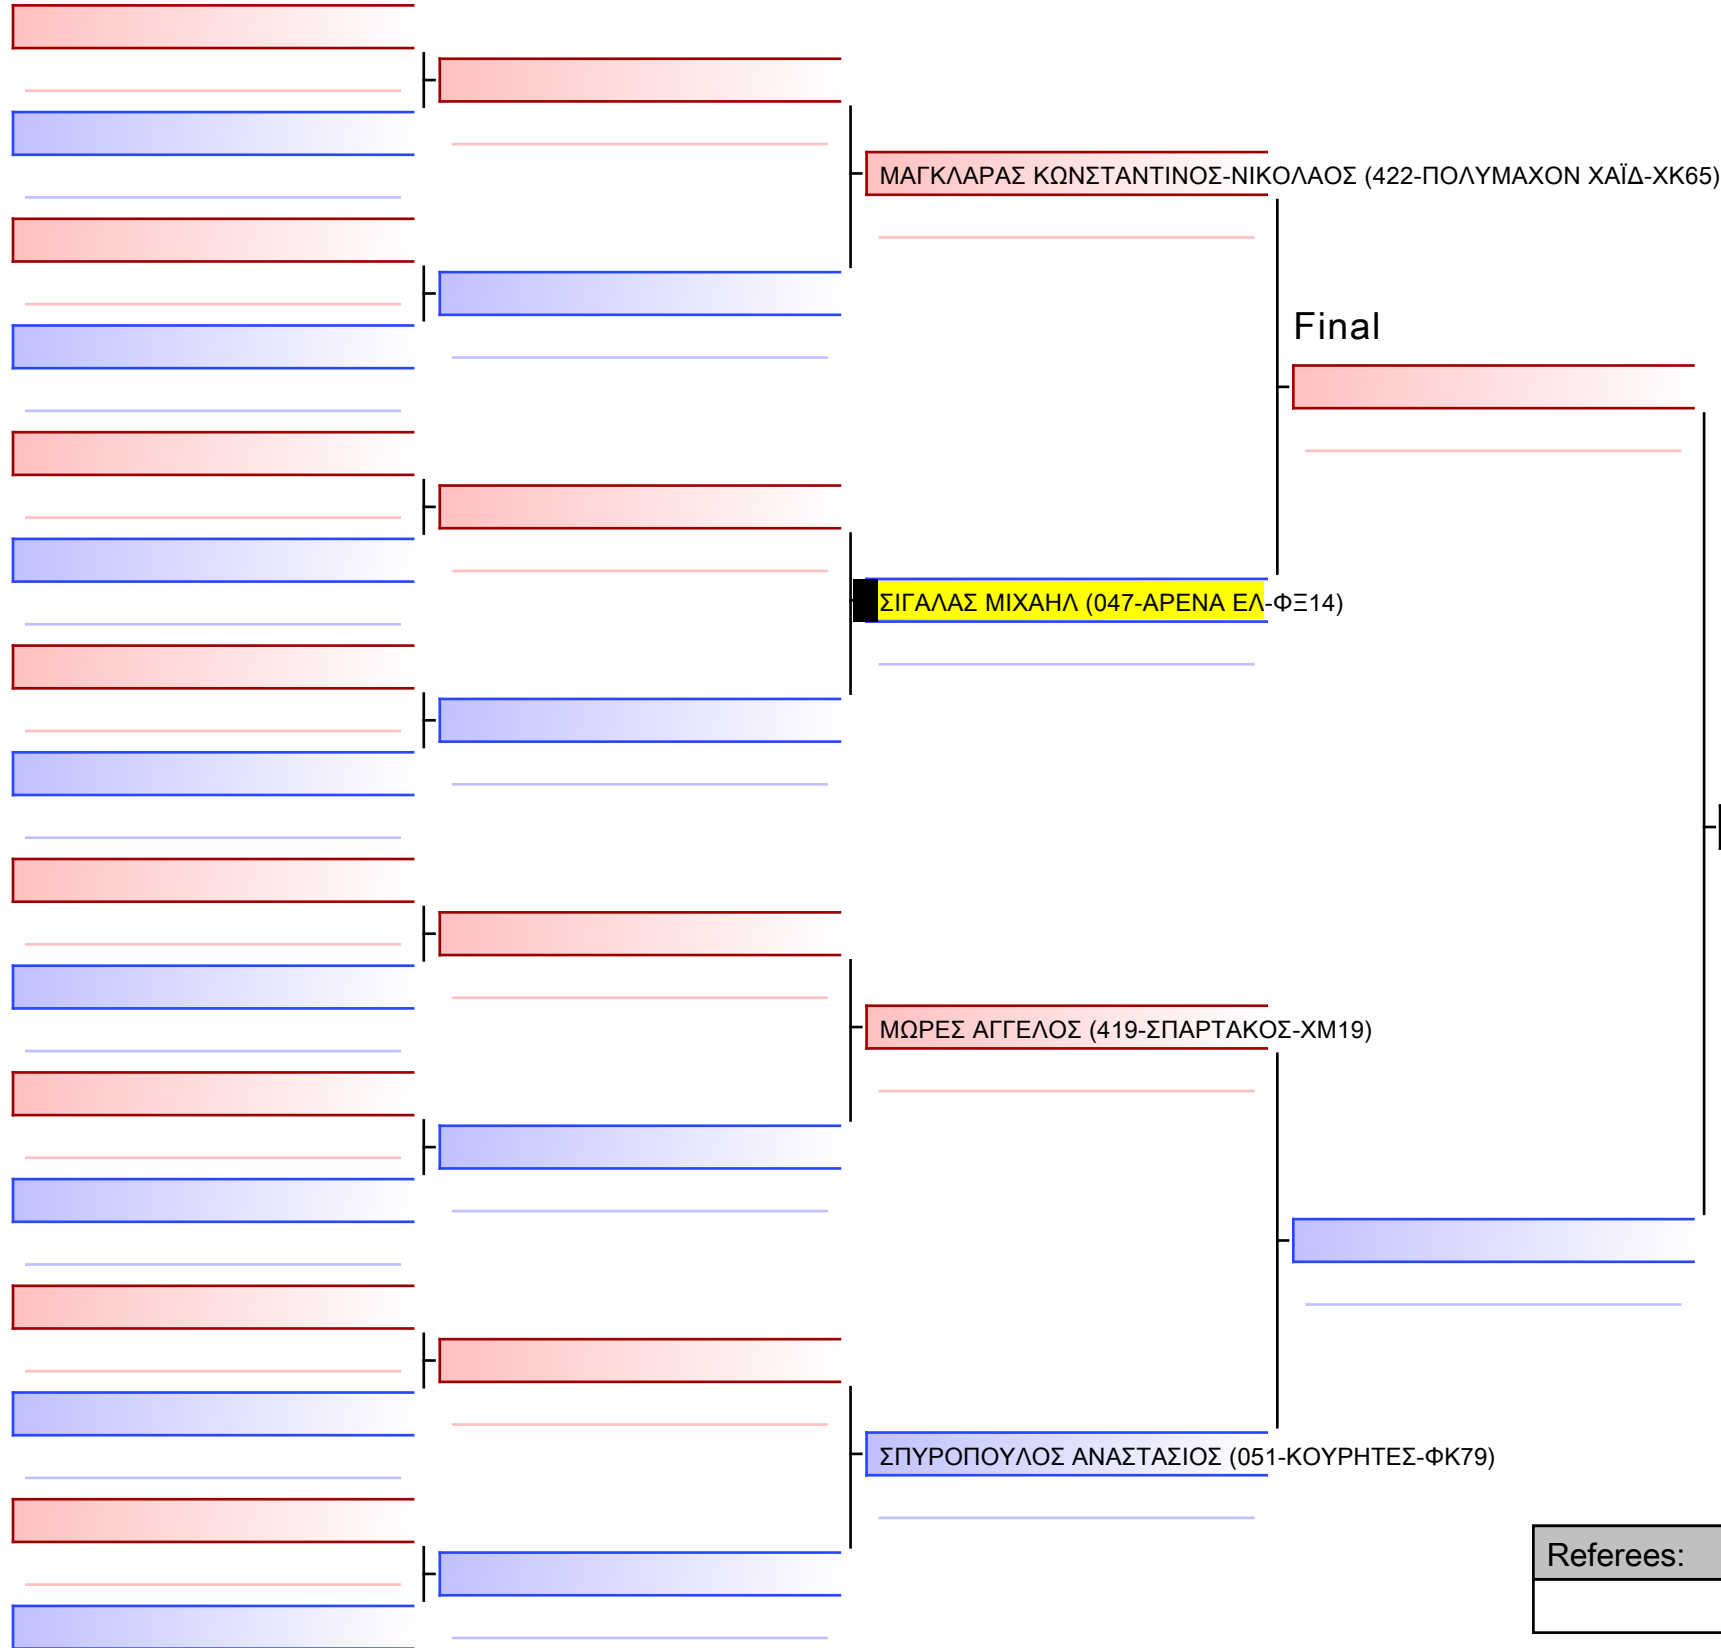 ΜΑΓΚΛΑΡΑΣ ΚΩΝΣΤΑΝΤΙΝΟΣ-ΝΙΚΟΛΑΟΣ (422-ΠΟΛΥΜΑΧΟΝ ΧΑΪΔ-ΧΚ65)
Final
ΣΙΓΑΛΑΣ ΜΙΧΑΗΛ (047-ΑΡΕΝΑ ΕΛ-ΦΞ14)
ΜΩΡΕΣ ΑΓΓΕΛΟΣ (419-ΣΠΑΡΤΑΚΟΣ-ΧΜ19)
ΣΠΥΡΟΠΟΥΛΟΣ ΑΝΑΣΤΑΣΙΟΣ (051-ΚΟΥΡΗΤΕΣ-ΦΚ79)
Referees: